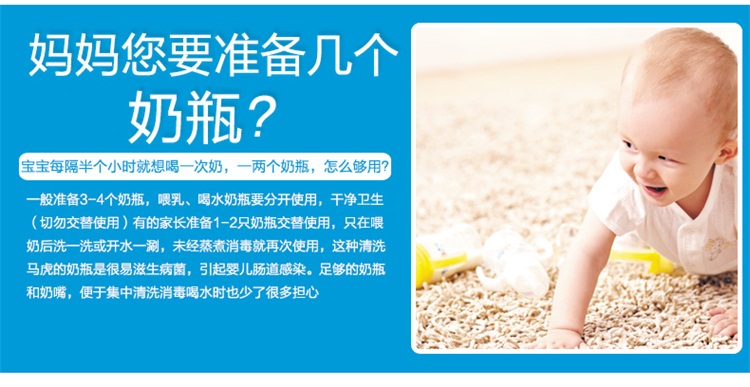 妈妈您要准备几个
奶瓶?
宝宝每隔半个小时就想喝一次奶，一两个奶瓶，怎么够用?
一般准备3-4个奶瓶，喂乳、喝水奶瓶要分开使用，干净卫生
（切勿交替使用）有的家长准备1-2只奶瓶交替使用，只在喂
奶后洗一洗或开水一涮，未经蒸煮消毒就再次使用，这种清洗
马虎的奶瓶是很易滋生病菌，引起婴儿肠道感染。足够的奶瓶
和奶嘴，便于集中清洗消毒喝水时也少了很多担心